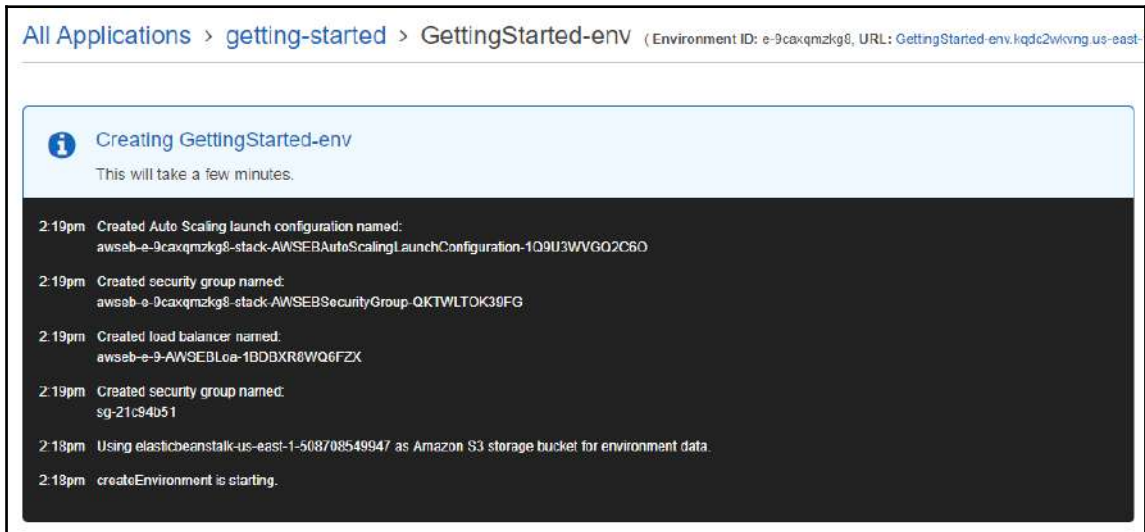 All Applications > getting-started > GettingStarted-env (Environment ID: e-9caxqmzkg8, URL: GettingStarted-env.kqdc2wkvng.us-east-
Creating GettingStarted-env
This will take a few minutes.
2:19pm Created Auto Scaling launch configuration named:
awseb-e-9caxqmzkg8-stack-AWSEBAutoScalingLaunchConfiguration-1Q9U3WVGQ2C6O
2:19pm Created security group named:
awseb-e-9caxqmzkg8-stack-AWSEBSecurityGroup-QKTWLTOK39FG
2:19pm Created load balancer named:
awseb-e-9-AWSEBLoa-1BDBXR8WQ6FZX
2:19pm Created security group named:
sg-21c94b51
2:18pm Using elasticbeanstalk-us-east-1-508708549947 as Amazon S3 storage bucket for environment data.
2:18pm createEnvironment is starting.